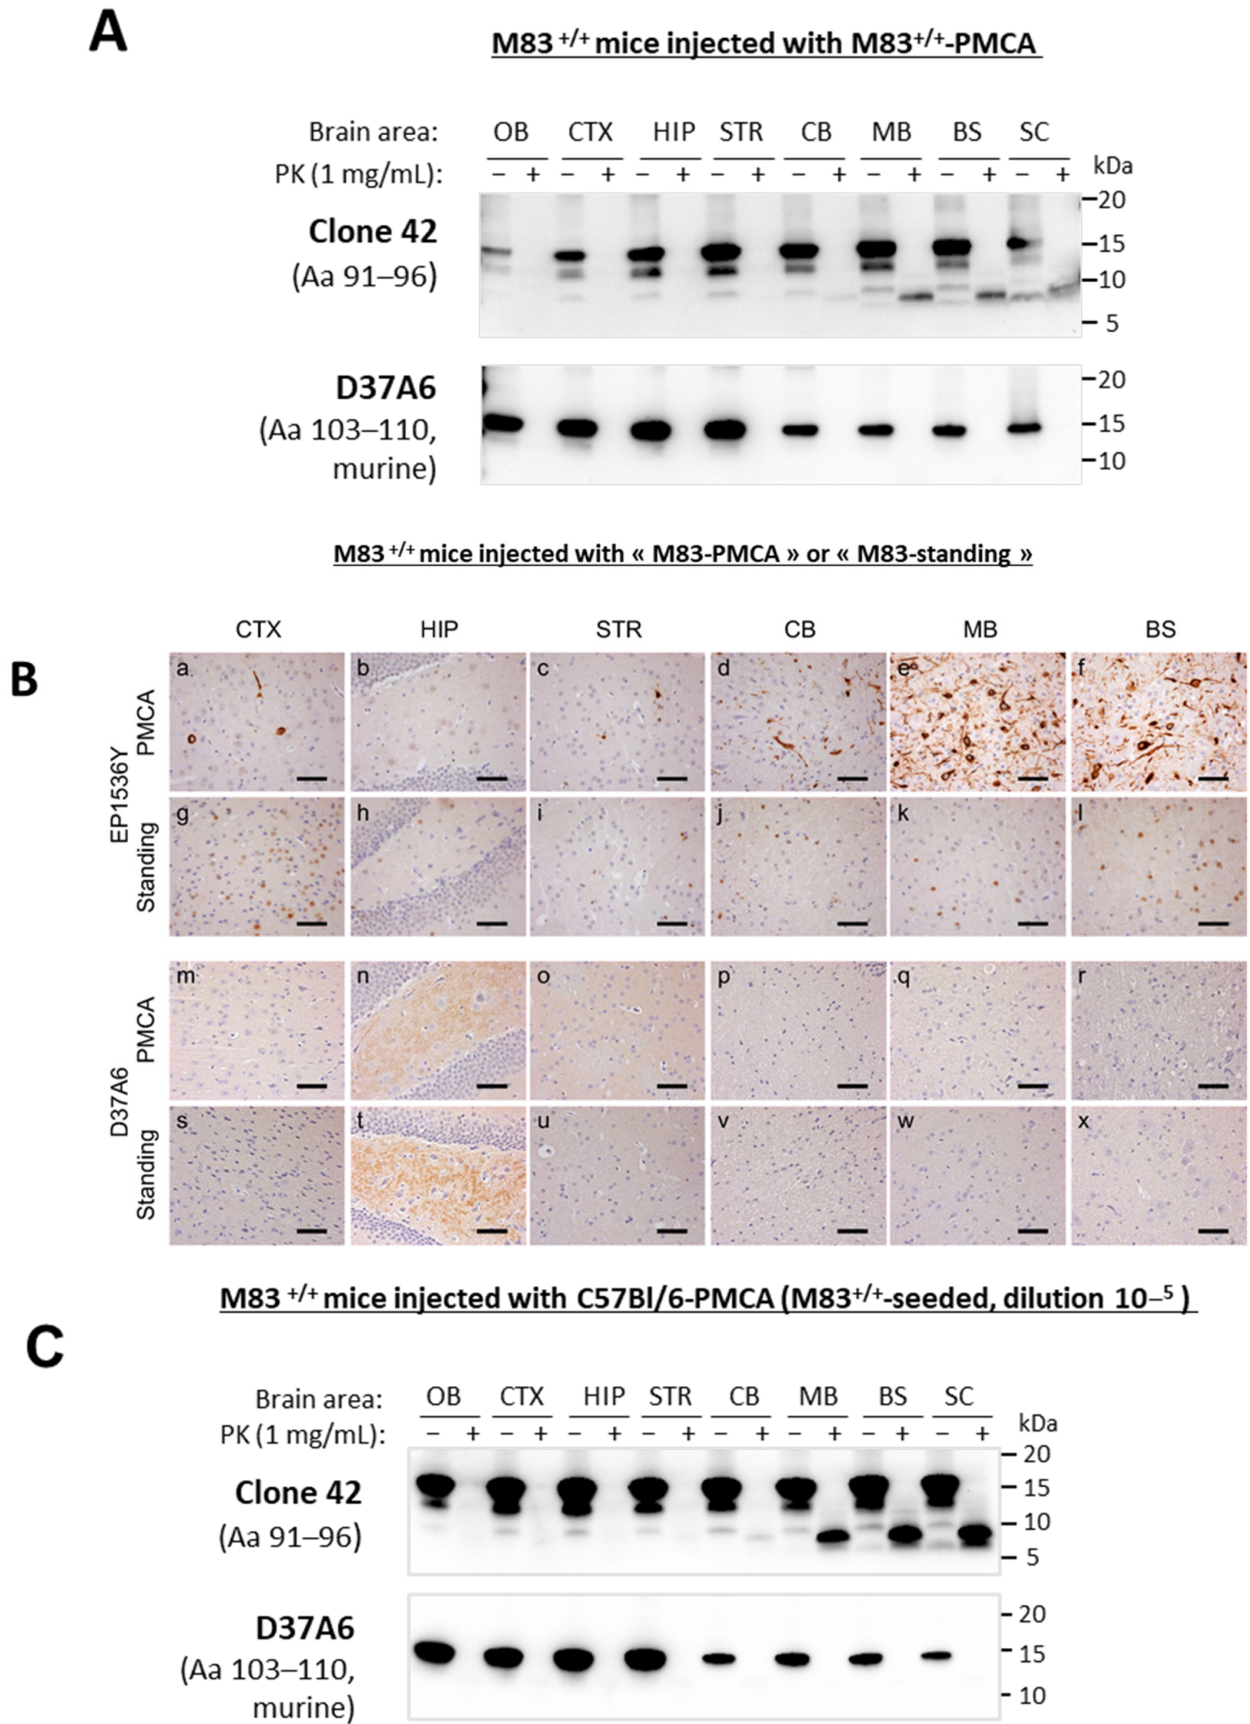 A
M83 +/+ mice injected with M83+/+-PMCA
Brain area: OB CTX HIP STR CB MB BS SC
PK (1 mg/mL): – + – + – + – + – + – + – + – + kDa
Clone 42
(Aa 91–96)
20
15
10
5
D37A6
(Aa 103–110,
murine)
20
15
10
M83 +/+ mice injected with « M83-PMCA » or « M83-standing »
B
CTX HIP STR CB MB BS
EP1536Y
PMCA
a b c d e f
Standing
g h i j k l
D37A6
PMCA
m n o p q r
Standing
s t u v w x
M83 +/+ mice injected with C57Bl/6-PMCA (M83+/+-seeded, dilution 10–5 )
C
Brain area: OB CTX HIP STR CB MB BS SC
PK (1 mg/mL): – + – + – + – + – + – + – + – + kDa
Clone 42
(Aa 91–96)
20
15
10
5
D37A6
(Aa 103–110,
murine)
20
15
10